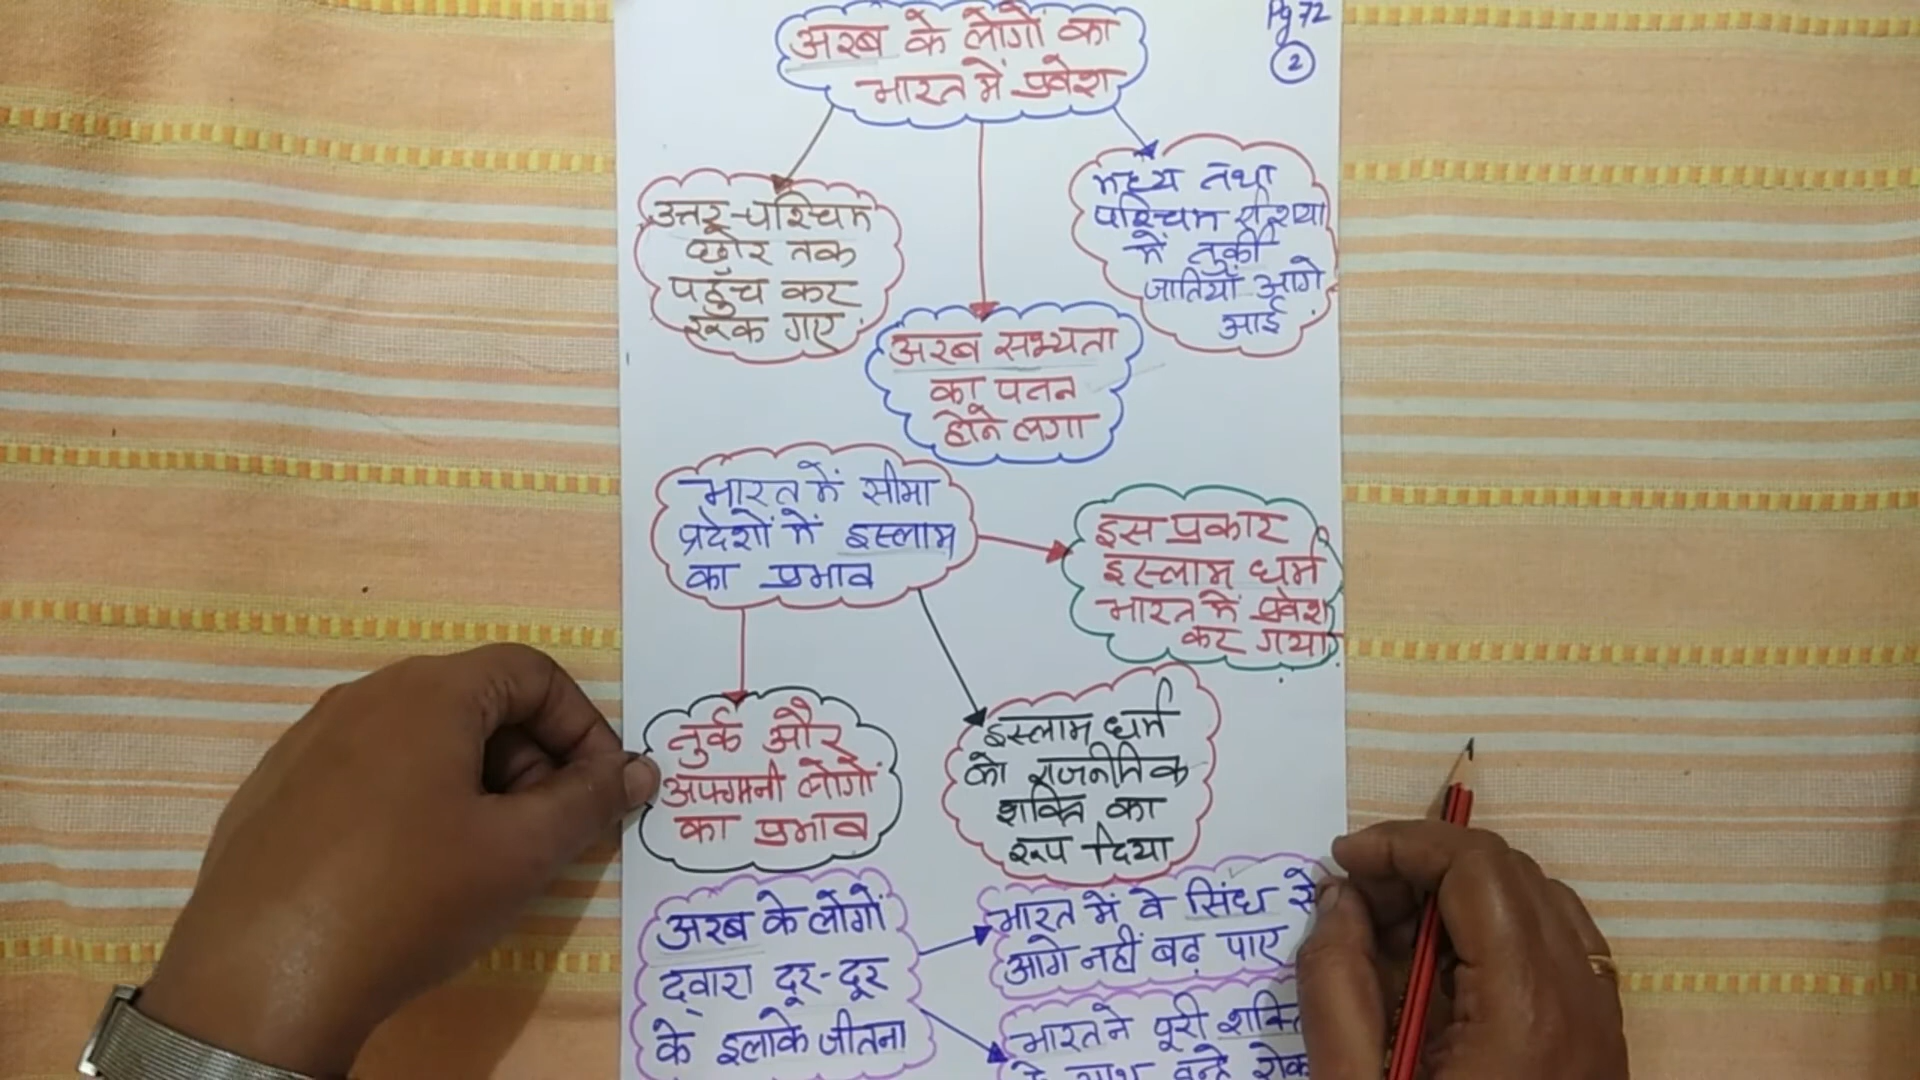 Pg 72
2
अरब के लोगों का
भारत में प्रवेश
उत्तर-पश्चिम
छोर तक
पहुँच कर
रूक गए
मध्य तथा
पश्चिम एशिया
में तुर्की
जातियाँ आगे
आई
अरब सभ्यता
का पतन
होने लगा
भारत में सीमा
प्रदेशों में इस्लाम
का प्रभाव
इस प्रकार
इस्लाम धर्म
भारत में प्रवेश
कर गया
तुर्क और
अफगानी लोगों
का प्रभाव
इस्लाम धर्म
को राजनीतिक
शक्ति का
रूप दिया
अरब के लोगों
द्वारा दूर-दूर
के इलाके जीतना
भारत में वे सिंध से
आगे नहीं बढ़ पाए
भारत ने पूरी शक्ति
के साथ उन्हें रोक